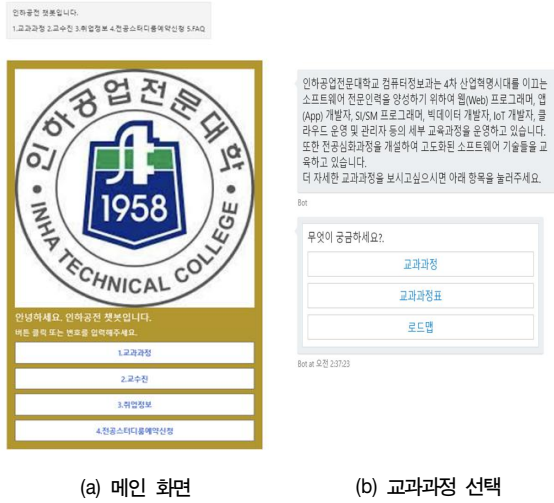 인하공전 챗봇입니다.
1.교과과정 2.교수진 3.취업정보 4.전공스터디룸예약신청 5.FAQ
인하공업전문대학
1958
INHA TECHNICAL COLLEGE
안녕하세요. 인하공전 챗봇입니다.
버튼 클릭 또는 번호를 입력해주세요.
1.교과과정
2.교수진
3.취업정보
4.전공스터디룸예약신청
(a) 메인 화면
인하공업전문대학교 컴퓨터정보과는 4차 산업혁명시대를 이끄는
소프트웨어 전문인력을 양성하기 위하여 웹(Web) 프로그래머, 앱
(App) 개발자, SI/SM 프로그래머, 빅데이터 개발자, IoT 개발자, 클
라우드 운영 및 관리자 등의 세부 교육과정을 운영하고 있습니다.
또한 전공심화과정을 개설하여 고도화된 소프트웨어 기술들을 교
육하고 있습니다.
더 자세한 교과과정을 보시고싶으시면 아래 항목을 눌러주세요.
Bot
무엇이 궁금하세요?.
교과과정
교과과정표
로드맵
Bot at 오전 2:37:23
(b) 교과과정 선택